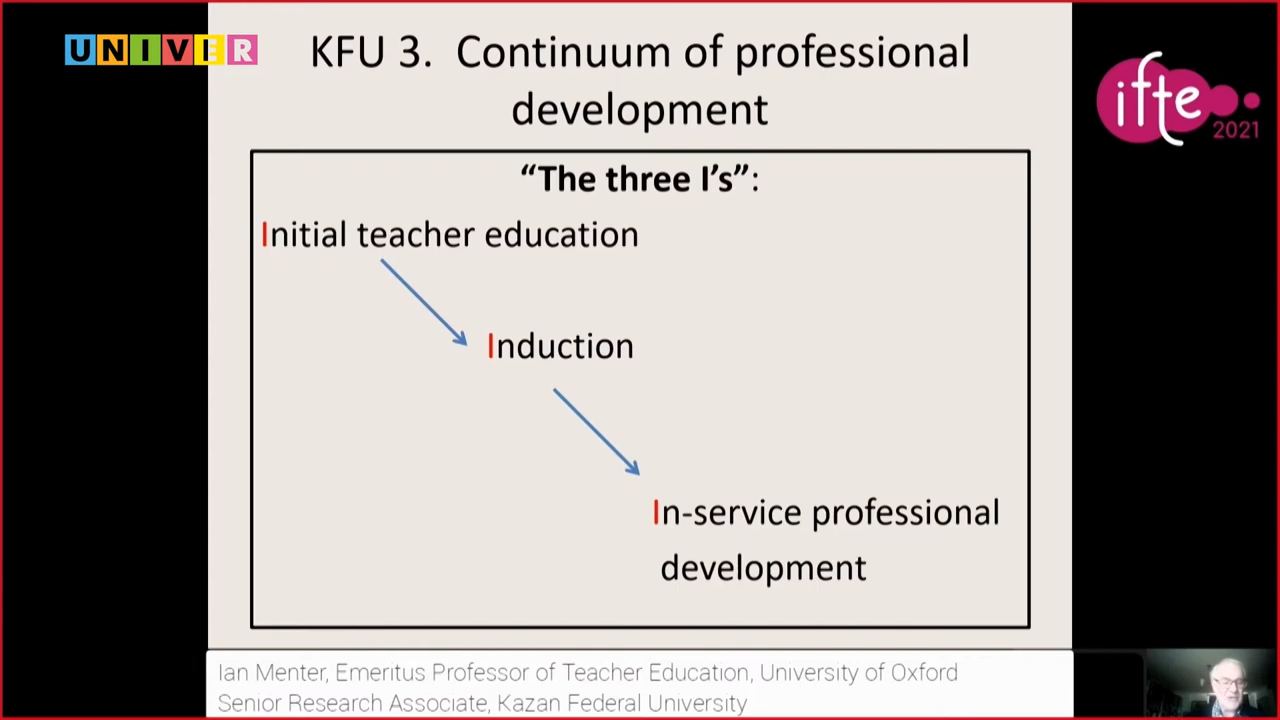 UNIVER
KFU 3. Continuum of professional
development
ifte
2021
“The three I’s”:
Initial teacher education
Induction
In-service professional
development
Ian Menter, Emeritus Professor of Teacher Education, University of Oxford
Senior Research Associate, Kazan Federal University